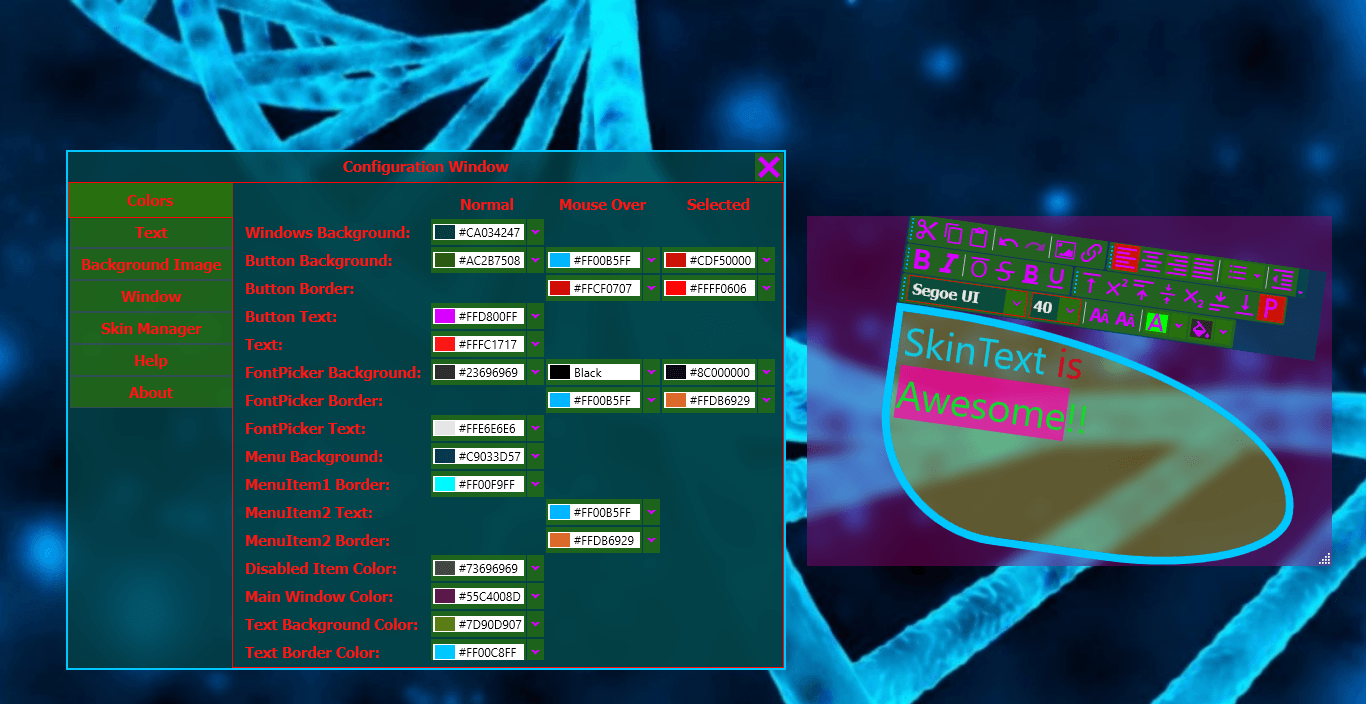 Configuration Window
Colors
Text
Background Image
Window
Skin Manager
Help
About
Normal Mouse Over Selected
Windows Background: #CA034247
Button Background: #AC2B7508 #FF00B5FF #CDF50000
Button Border: #FFCF0707 #FFFF0606
Button Text: #FFD800FF
Text: #FFFC1717
FontPicker Background: #23696969 Black #8C000000
FontPicker Border: #FF00B5FF #FFDB6929
FontPicker Text: #FFE6E6E6
Menu Background: #C9033D57
MenuItem1 Border: #FF00F9FF
MenuItem2 Text: #FF00B5FF
MenuItem2 Border: #FFDB6929
Disabled Item Color: #73696969
Main Window Color: #55C4008D
Text Background Color: #7D90D907
Text Border Color: #FF00C8FF
Segoe UI 40
SkinText is
Awesome!!